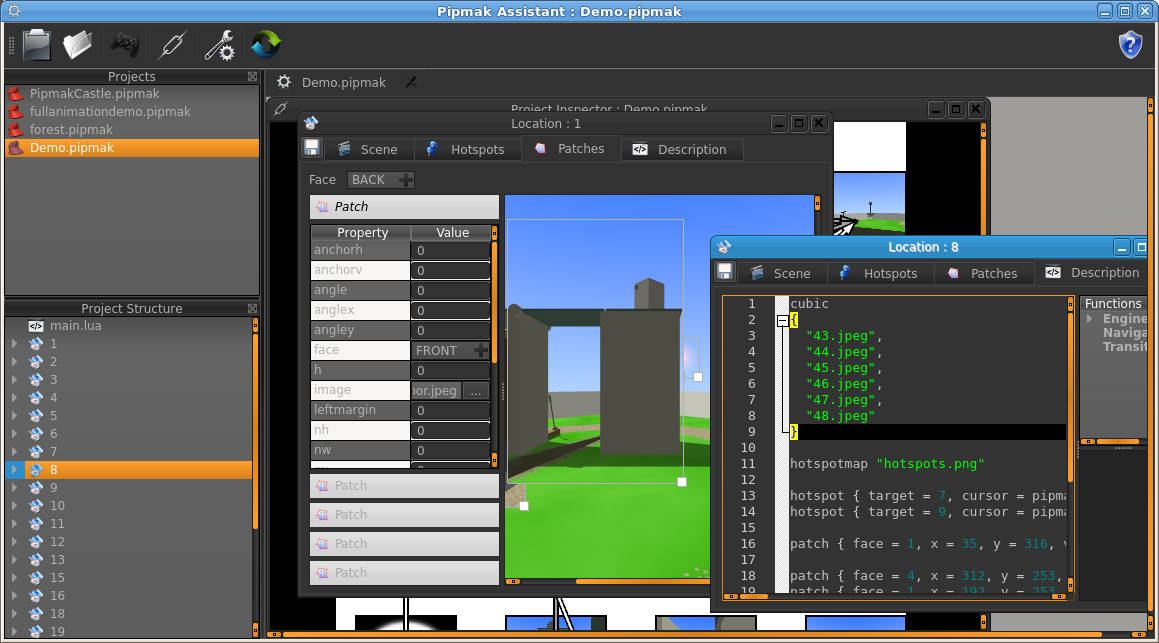 Pipmak Assistant : Demo.pipmak
Projects
PipmakCastle.pipmak
fullanimationdemo.pipmak
forest.pipmak
Demo.pipmak
Project Structure
main.lua
1
2
3
4
5
6
7
8
9
10
11
12
13
15
16
18
19
Demo.pipmak
Project Inspector : Demo.pipmak
Location : 1
Scene
Hotspots
Patches
Description
Face BACK
Patch
Property Value
anchorh 0
anchorv 0
angle 0
anglex 0
angley 0
face FRONT
h 0
image oor.jpeg ...
leftmargin 0
nh 0
nw 0
Patch
Patch
Patch
Patch
Location : 8
Scene
Hotspots
Patches
Description
1 cubic
2 {
3 "43.jpeg",
4 "44.jpeg",
5 "45.jpeg",
6 "46.jpeg",
7 "47.jpeg",
8 "48.jpeg"
9 }
10
11 hotspotmap "hotspots.png"
12
13 hotspot { target = 7, cursor = pipma
14 hotspot { target = 9, cursor = pipma
15
16 patch { face = 1, x = 35, y = 316,
17
18 patch { face = 4, x = 312, y = 253,
19 patch { face = 1, x = 192, y = 253
Functions
Engine
Naviga
Transit